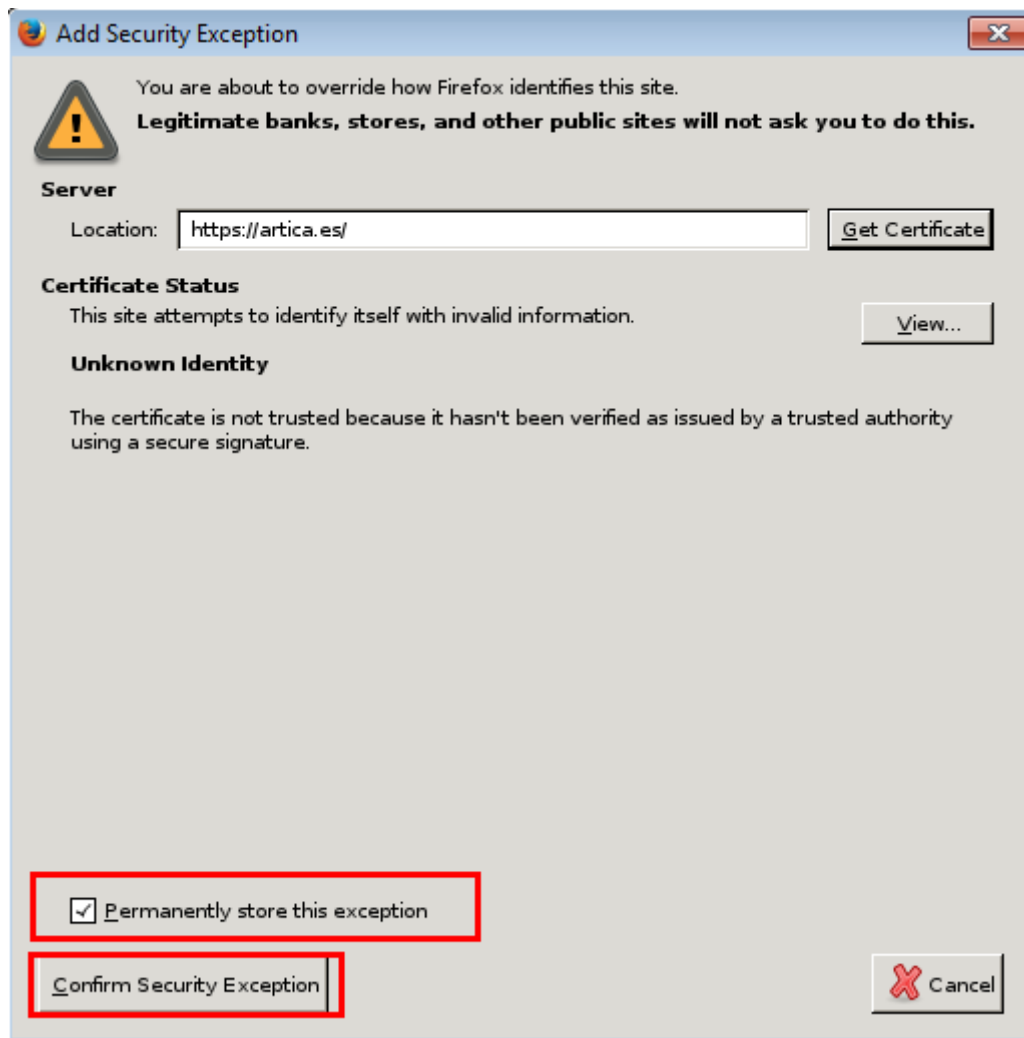 Add Security Exception
You are about to override how Firefox identifies this site.
Legitimate banks, stores, and other public sites will not ask you to do this.
Server
Location: https://artica.es/ Get Certificate
Certificate Status
This site attempts to identify itself with invalid information.
View...
Unknown Identity
The certificate is not trusted because it hasn't been verified as issued by a trusted authority
using a secure signature.
Permanently store this exception
Confirm Security Exception Cancel